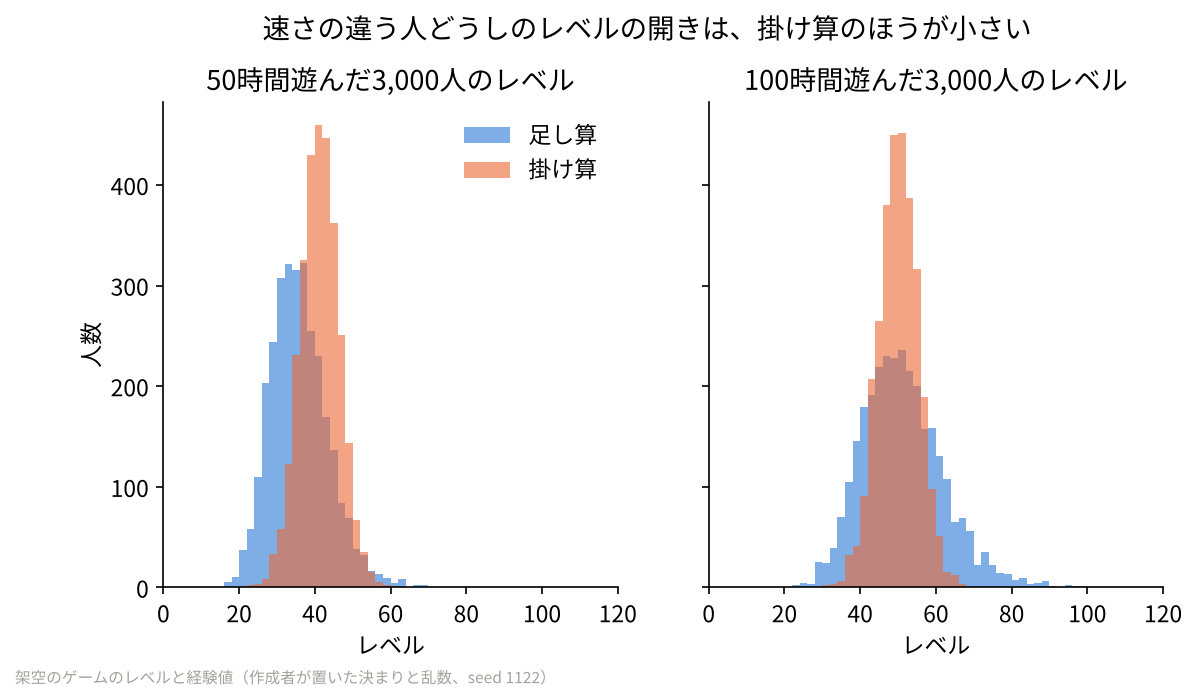 速さの違う人どうしのレベルの開きは、掛け算のほうが小さい
50時間遊んだ3,000人のレベル
足し算
掛け算
人数
400
300
200
100
0
0 20 40 60 80 100 120
レベル
100時間遊んだ3,000人のレベル
0 20 40 60 80 100 120
レベル
架空のゲームのレベルと経験値（作成者が置いた決まりと乱数、seed 1122）